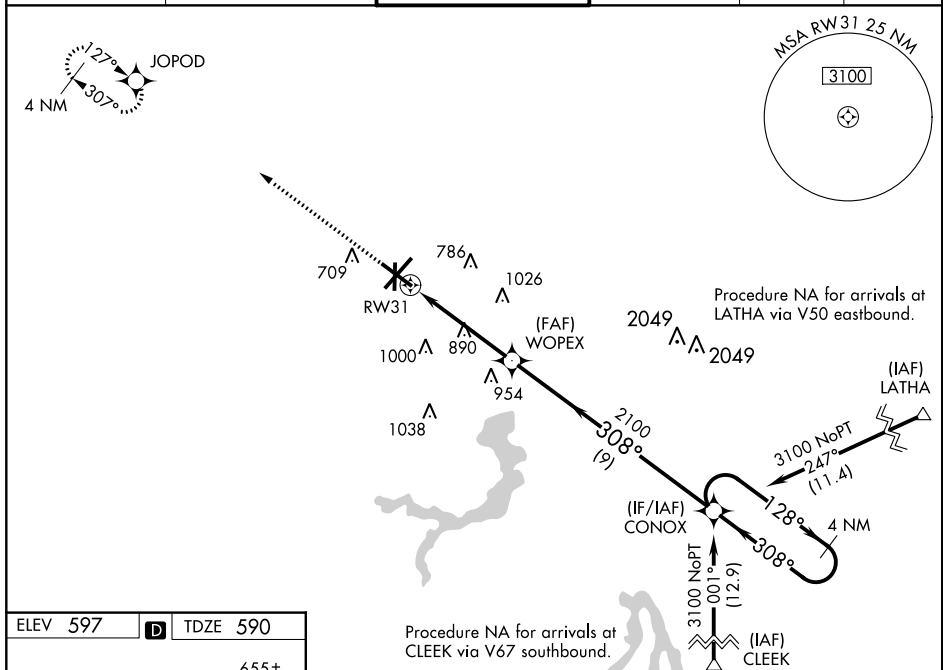 127°
JOPOD
307°
4 NM
MSA RW31 25 NM
3100
709
786
1026
RW31
Procedure NA for arrivals at
LATHA via V50 eastbound.
1000
890
(FAF)
WOPEX
2049
2049
954
1038
(IAF)
LATHA
2100
308°
(9)
3100 NoPT
247°
(11.4)
(IF/IAF)
CONOX
128°
4 NM
308°
3100 NoPT
001°
(12.9)
ELEV 597
D
TDZE 590
Procedure NA for arrivals at
CLEEK via V67 southbound.
(IAF)
CLEEK
655±